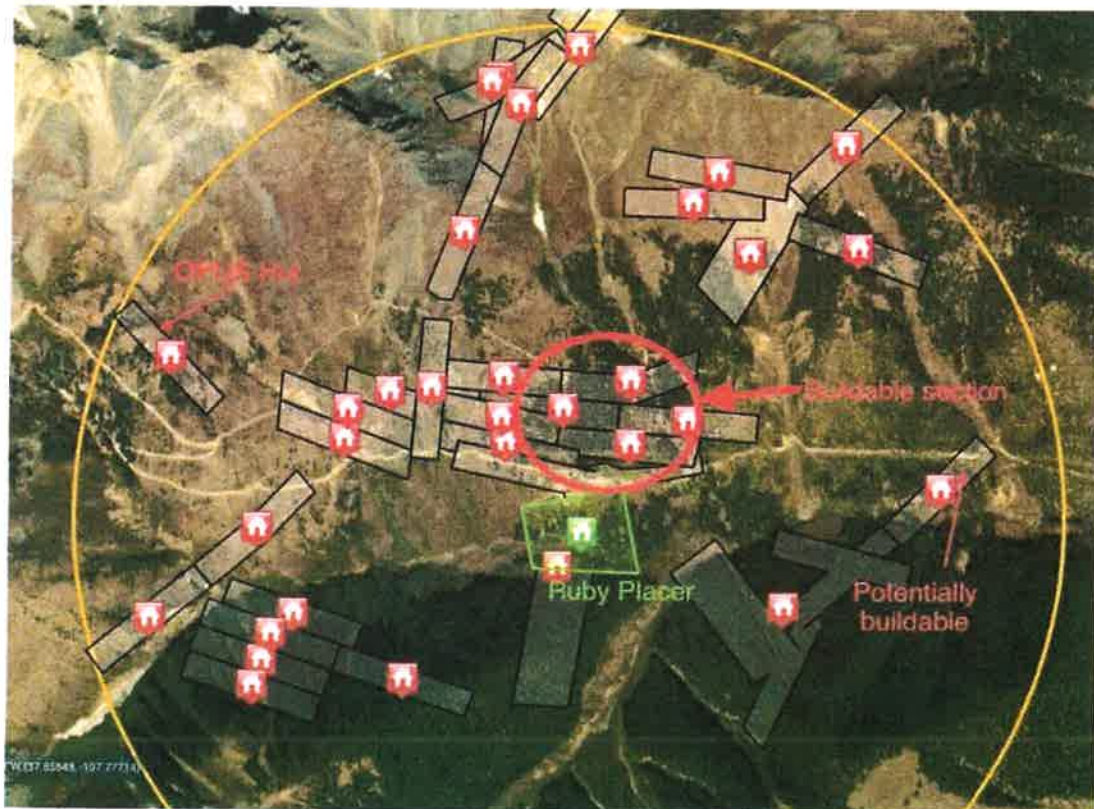 OPUS Hut
Buildable section
Ruby Placer
Potentially
buildable